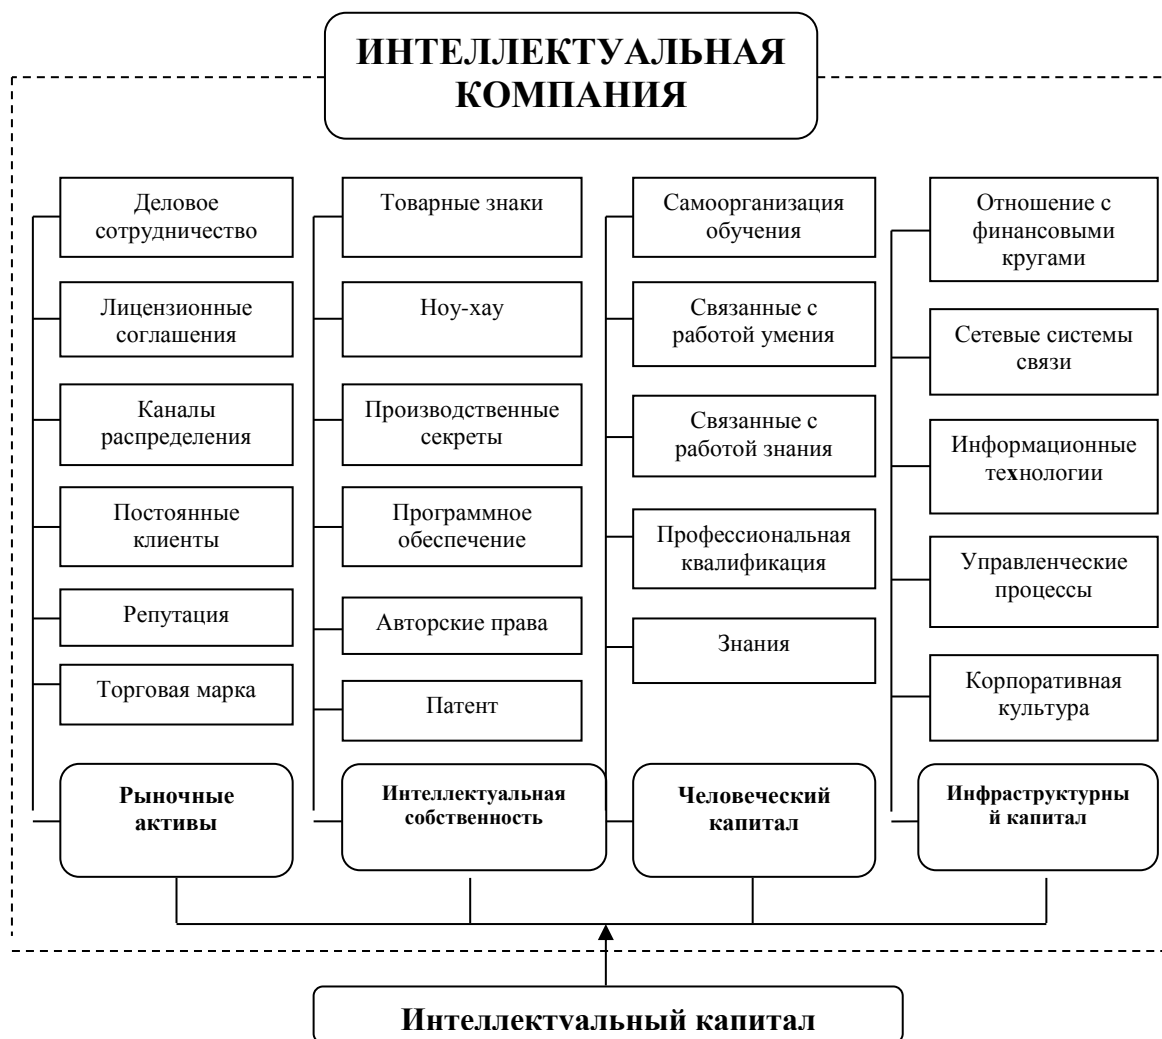 ИНТЕЛЛЕКТУАЛЬНАЯ
КОМПАНИЯ
Деловое
сотрудничество
Лицензионные
соглашения
Каналы
распределения
Постоянные
клиенты
Репутация
Торговая марка
Рыночные
активы
Товарные знаки
Ноу-хау
Производственные
секреты
Программное
обеспечение
Авторские права
Патент
Интеллектуальная
собственность
Самоорганизация
обучения
Связанные с
работой умения
Связанные с
работой знания
Профессиональная
квалификация
Знания
Человеческий
капитал
Отношение с
финансовыми
кругами
Сетевые системы
связи
Информационные
технологии
Управленческие
процессы
Корпоративная
культура
Инфраструктурны
й капитал
Интеллектуальный капитал